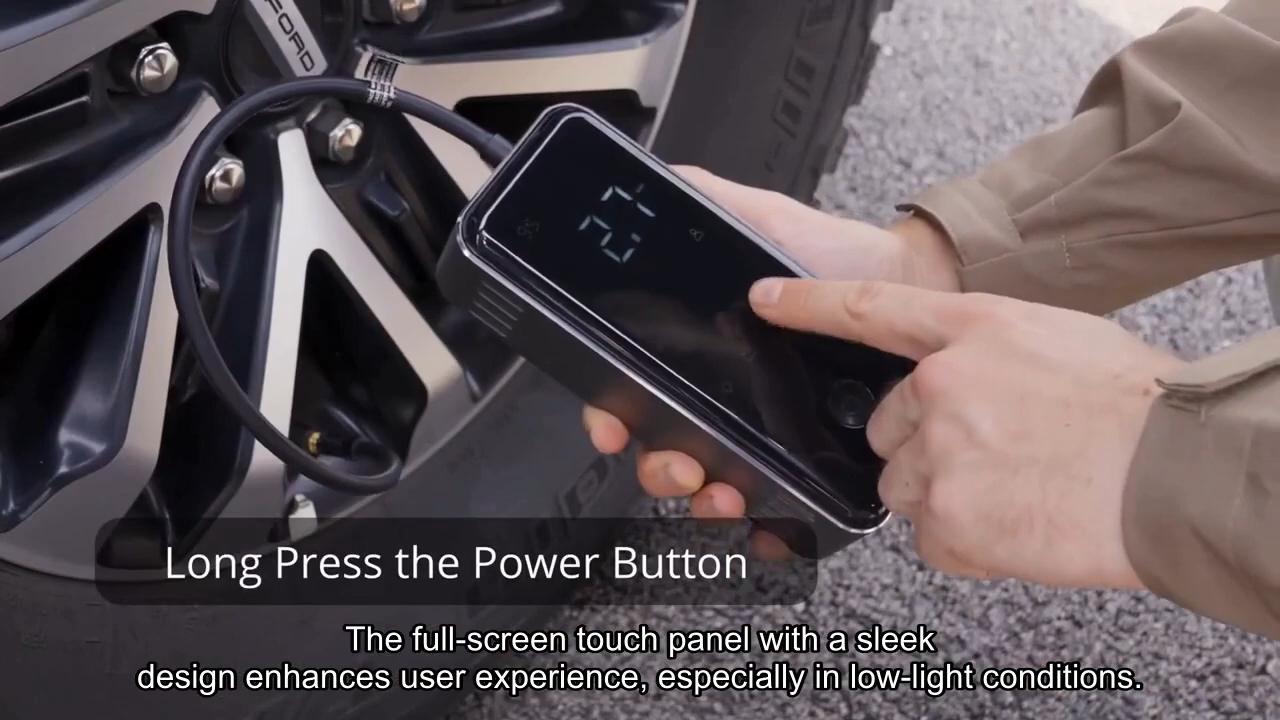 FORD
Long Press the Power Button
The full-screen touch panel with a sleek
design enhances user experience, especially in low-light conditions.